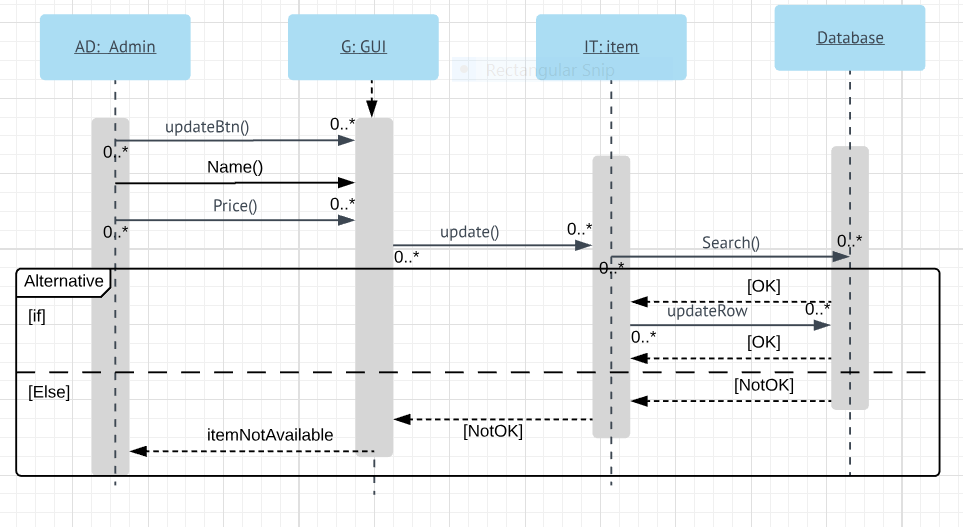 AD:  Admin
G: GUI
IT: item
Database
Rectangular Snip
updateBtn()
0..*
0..*
Name()
Price()
0..*
0..*
update()
0..*
0..*
Search()
0..*
0..*
Alternative
[if]
[OK]
updateRow
0..*
0..*
[OK]
[Else]
[NotOK]
[NotOK]
itemNotAvailable